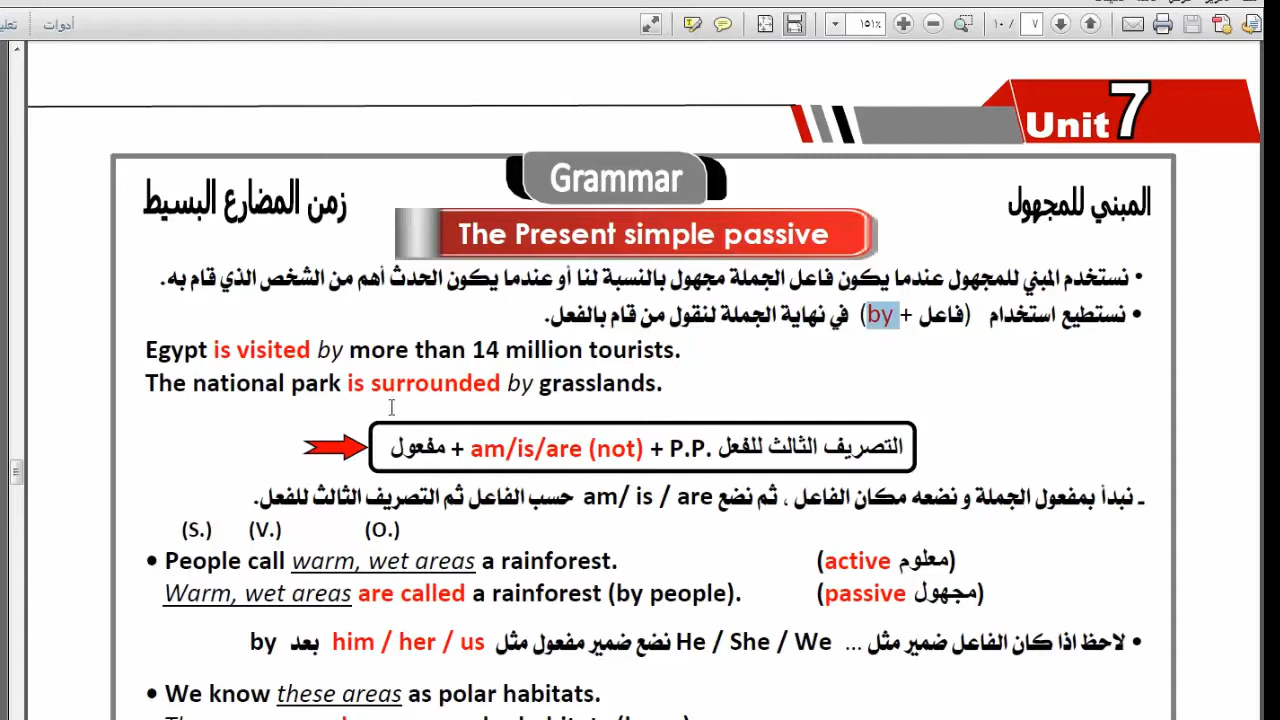 أدوات
١٥١٪
٧ / ١٠
Unit 7
Grammar
المبني للمجهول
زمن المضارع البسيط
The Present simple passive
• نستخدم المبني للمجهول عندما يكون فاعل الجملة مجهول بالنسبة لنا أو عندما يكون الحدث أهم من الشخص الذي قام به.
• نستطيع استخدام (فاعل + by) في نهاية الجملة لنقول من قام بالفعل.
Egypt is visited by more than 14 million tourists.
The national park is surrounded by grasslands.
التصريف الثالث للفعل P.P. + am/is/are (not) + مفعول
ـ نبدأ بمفعول الجملة و نضعه مكان الفاعل ، ثم نضع am/ is / are حسب الفاعل ثم التصريف الثالث للفعل.
(S.) (V.) (O.)
• People call warm, wet areas a rainforest. (active معلوم)
Warm, wet areas are called a rainforest (by people). (passive مجهول)
• لاحظ اذا كان الفاعل ضمير مثل ... He / She / We نضع ضمير مفعول مثل him / her / us بعد by
• We know these areas as polar habitats.